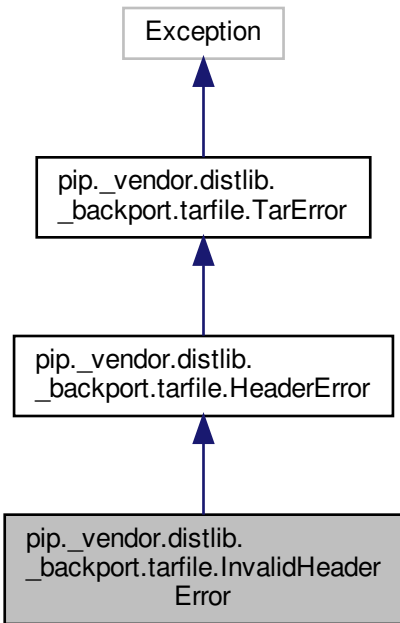 Exception
pip._vendor.distlib.
_backport.tarfile.TarError
pip._vendor.distlib.
_backport.tarfile.HeaderError
pip._vendor.distlib.
_backport.tarfile.InvalidHeader
Error